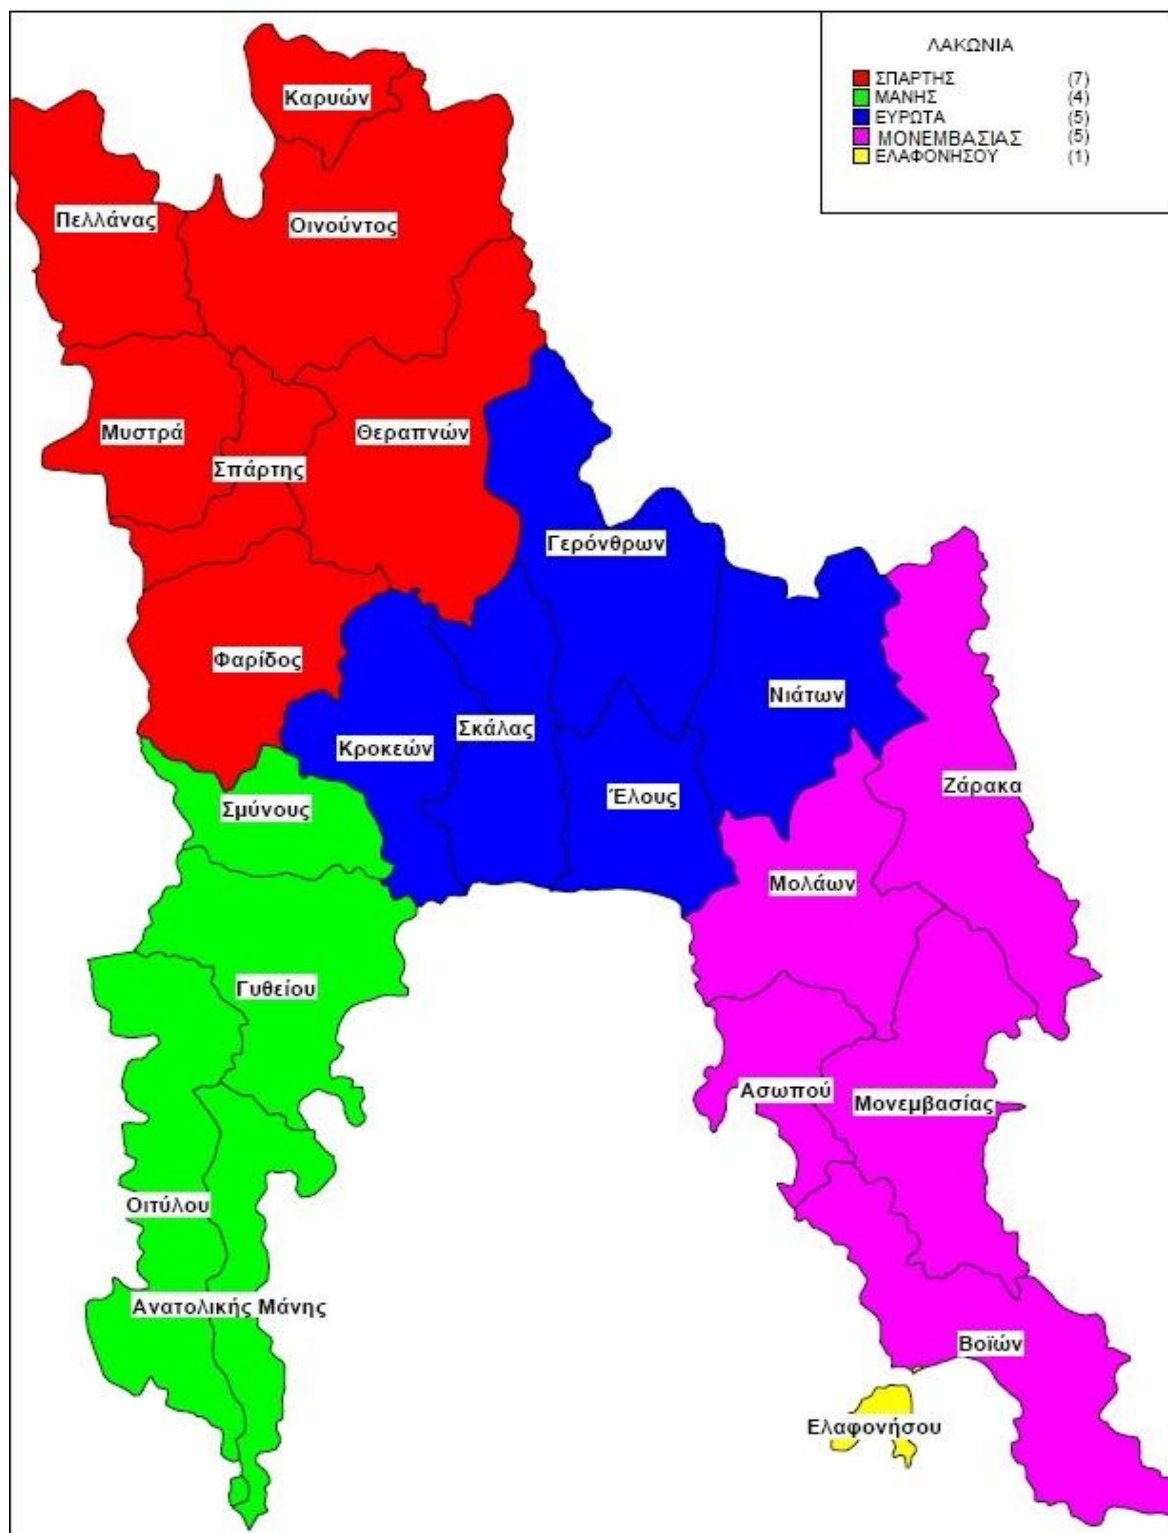 ΛΑΚΩΝΙΑ
ΣΠΑΡΤΗΣ (7)
ΜΑΝΗΣ (4)
ΕΥΡΩΤΑ (5)
ΜΟΝΕΜΒΑΣΙΑΣ (5)
ΕΛΑΦΟΝΗΣΟΥ (1)
Καρυών
Πελλάνας
Οινούντος
Μυστρά
Θεραπνών
Σπάρτης
Γερόνθρων
Φαρίδος
Νιάτων
Σκάλας
Κροκεών
Ζάρακα
Έλους
Σμύνους
Μολάων
Γυθείου
Ασωπού
Μονεμβασίας
Οιτύλου
Ανατολικής Μάνης
Βοϊών
Ελαφονήσου